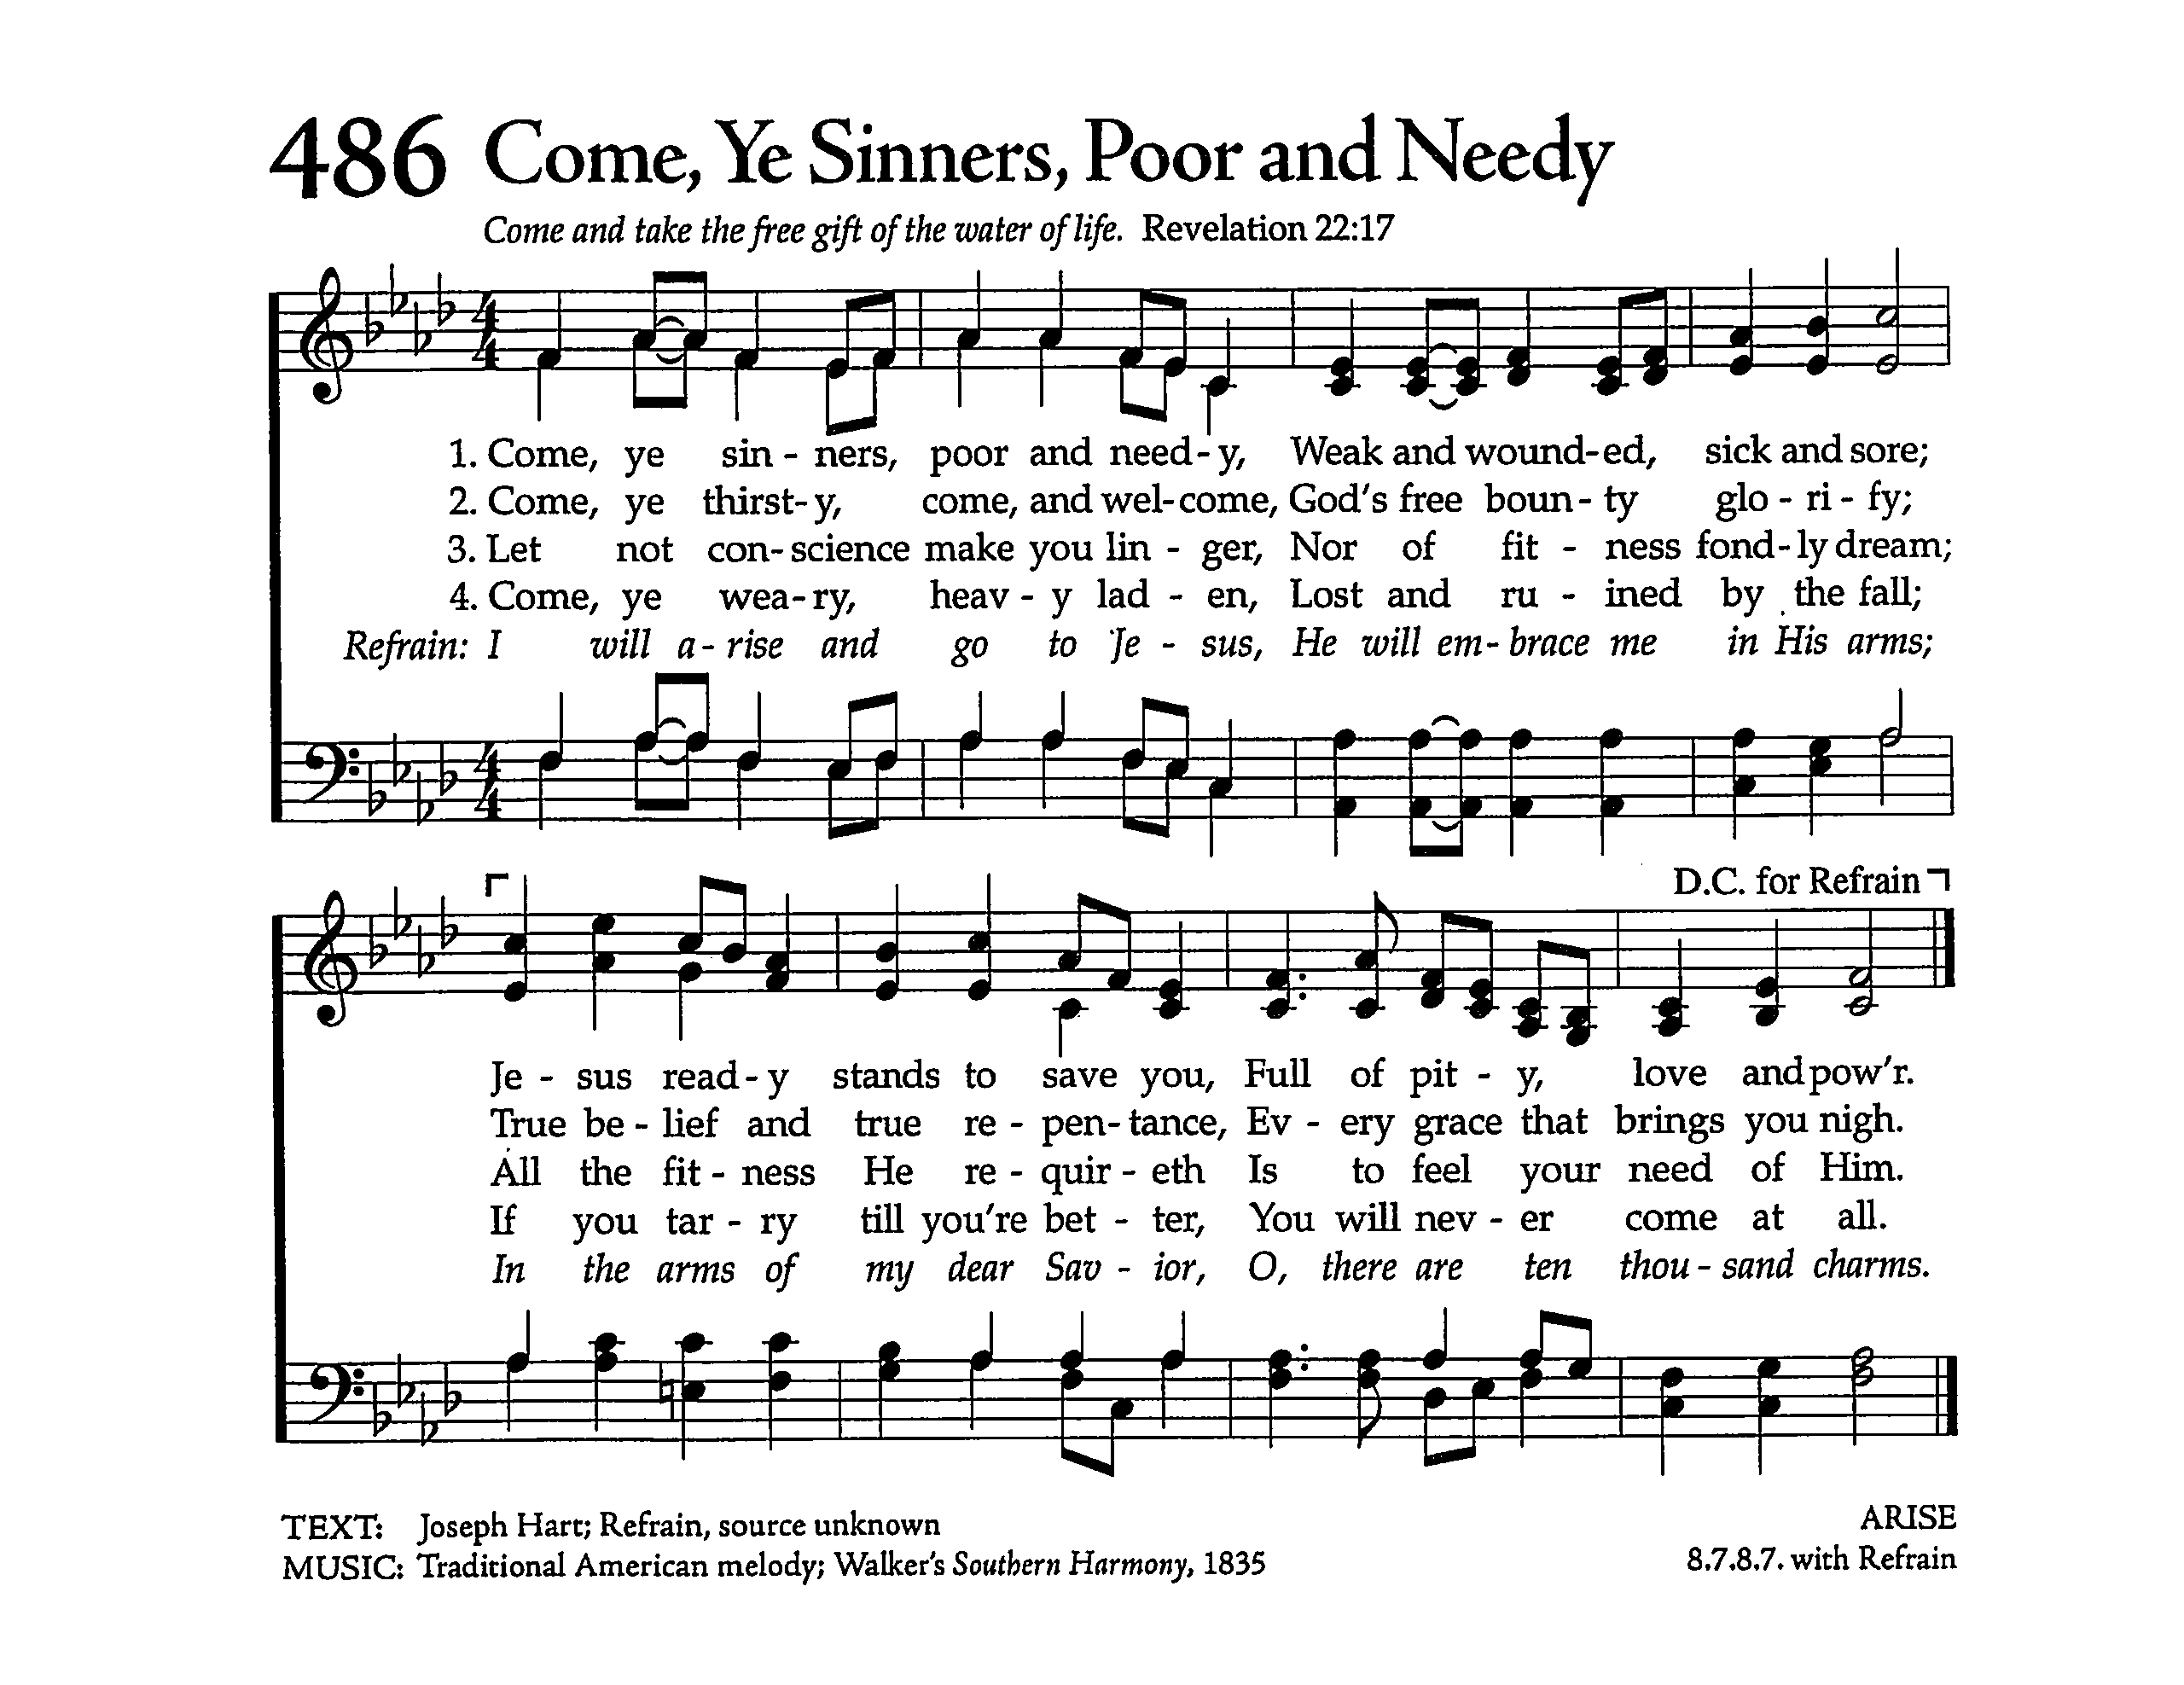 486 Come, Ye Sinners, Poor and Needy
Come and take the free gift of the water of life. Revelation 22:17
1. Come, ye sin - ners, poor and need - y, Weak and wound - ed, sick and sore;
2. Come, ye thirst - y, come, and wel - come, God's free boun - ty glo - ri - fy;
3. Let not con - science make you lin - ger, Nor of fit - ness fond - ly dream;
4. Come, ye wea - ry, heav - y lad - en, Lost and ru - ined by the fall;
Refrain: I will a - rise and go to Je - sus, He will em - brace me in His arms;
D.C. for Refrain
Je - sus read - y stands to save you, Full of pit - y, love and pow'r.
True be - lief and true re - pen - tance, Ev - ery grace that brings you nigh.
All the fit - ness He re - quir - eth Is to feel your need of Him.
If you tar - ry till you're bet - ter, You will nev - er come at all.
In the arms of my dear Sav - ior, O, there are ten thou - sand charms.
TEXT: Joseph Hart; Refrain, source unknown
MUSIC: Traditional American melody; Walker's Southern Harmony, 1835
ARISE
8.7.8.7. with Refrain